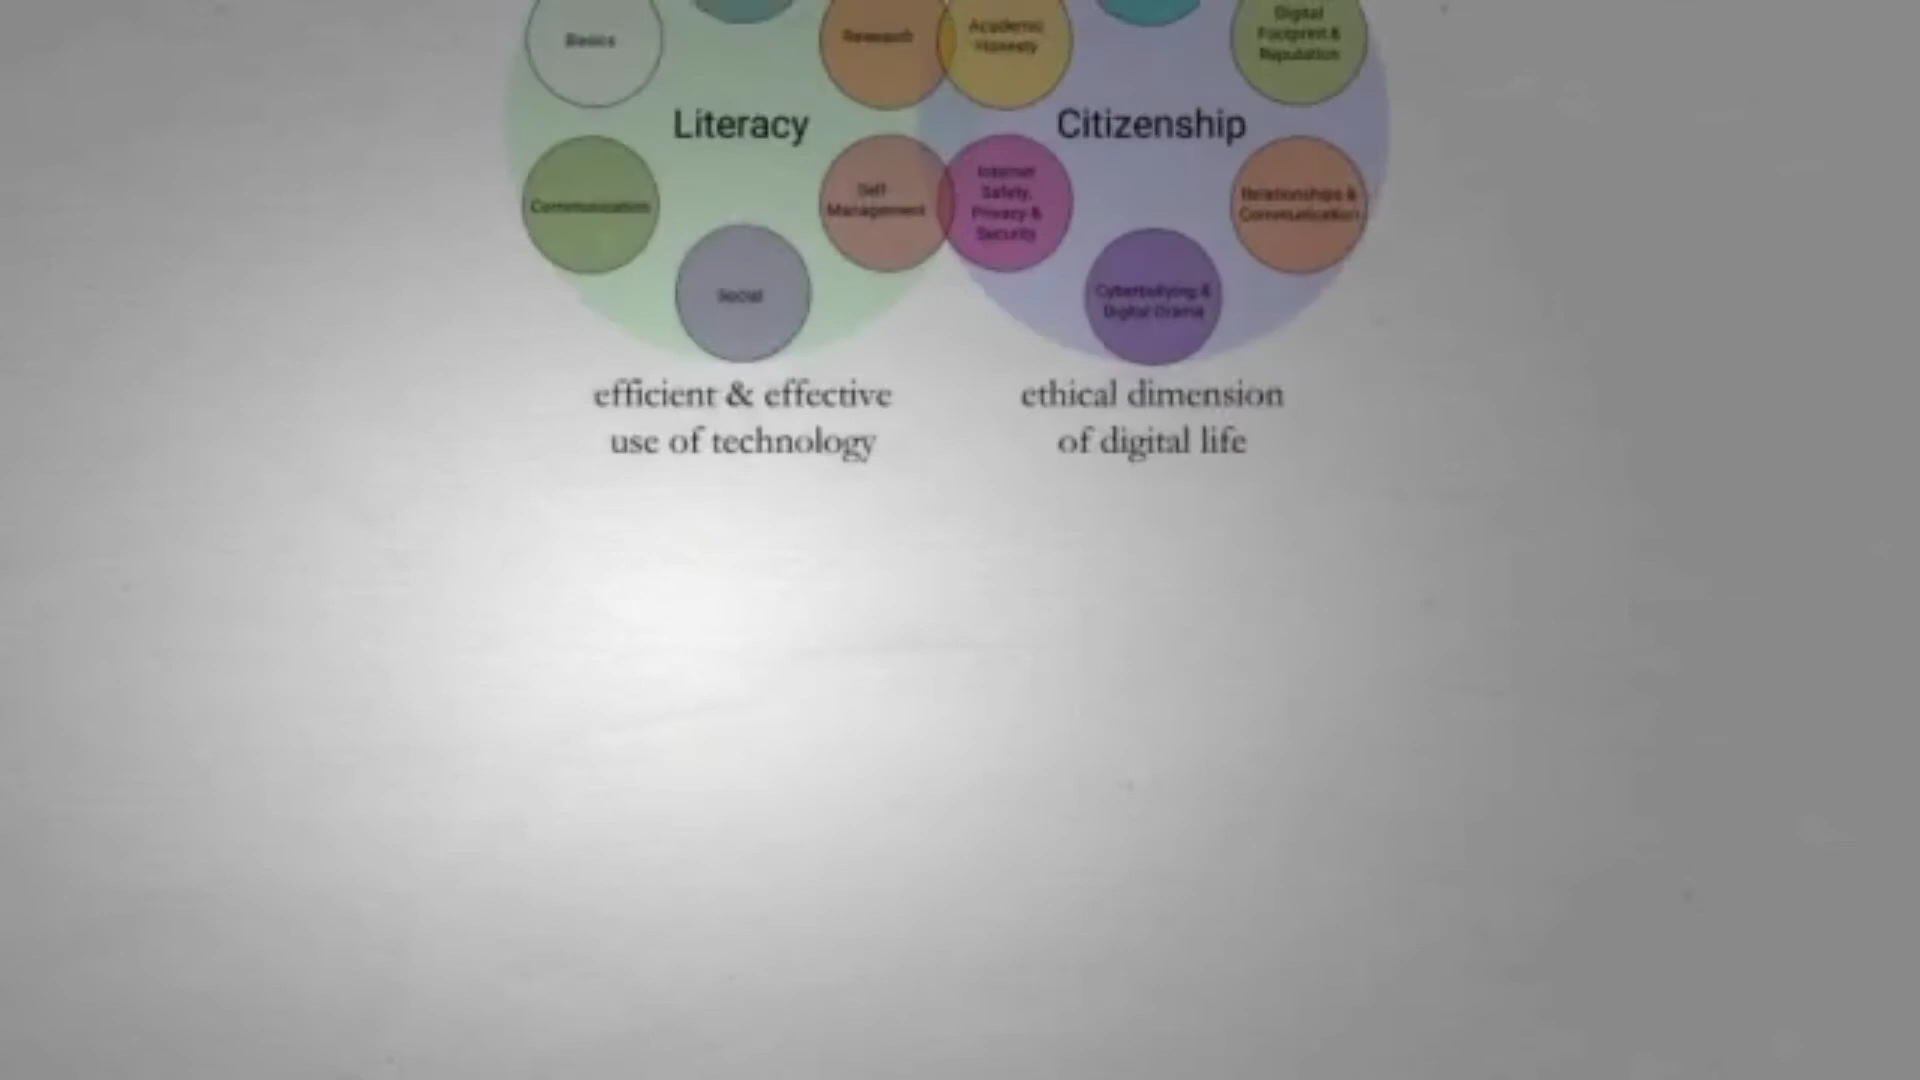 Digital
Footprint &
Reputation
Basics
Research
Academic
Honesty
Literacy
Citizenship
Communication
Self
Management
Internet
Safety,
Privacy &
Security
Relationships &
Communication
Social
Cyberbullying &
Digital Drama
efficient & effective
use of technology
ethical dimension
of digital life